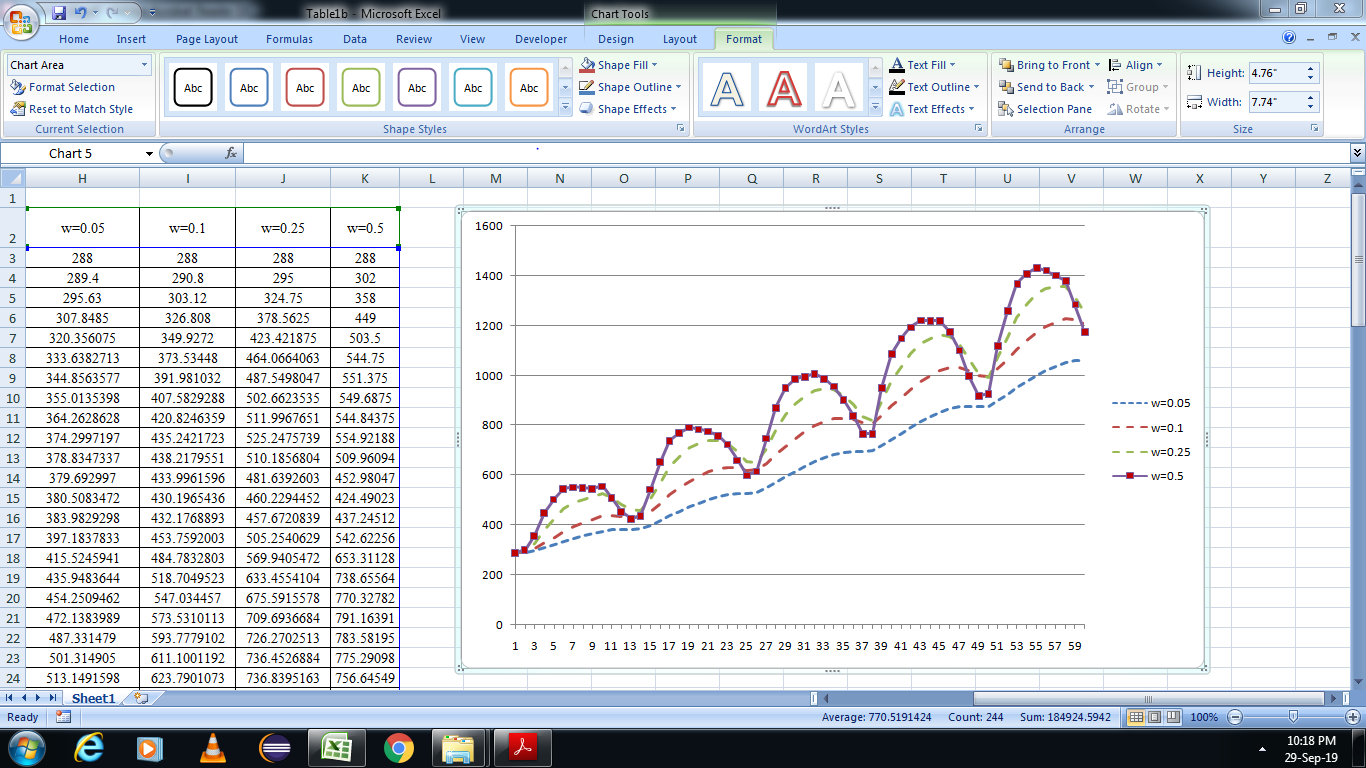 Table1b - Microsoft Excel
Chart Tools
Home Insert Page Layout Formulas Data Review View Developer Design Layout Format
Chart Area
Format Selection
Reset to Match Style
Current Selection
Abc Abc Abc Abc Abc Abc Abc
Shape Fill
Shape Outline
Shape Effects
Shape Styles
A A A
Text Fill
Text Outline
Text Effects
WordArt Styles
Bring to Front
Send to Back
Selection Pane
Align
Group
Rotate
Arrange
Height: 4.76"
Width: 7.74"
Size
Chart 5
fx
H I J K L M N O P Q R S T U V W X Y Z
1
2 w=0.05 w=0.1 w=0.25 w=0.5
3 288 288 288 288
4 289.4 290.8 295 302
5 295.63 303.12 324.75 358
6 307.8485 326.808 378.5625 449
7 320.356075 349.9272 423.421875 503.5
8 333.6382713 373.53448 464.0664063 544.75
9 344.8563577 391.981032 487.5498047 551.375
10 355.0135398 407.5829288 502.6623535 549.6875
11 364.2628628 420.8246359 511.9967651 544.84375
12 374.2997197 435.2421723 525.2475739 554.92188
13 378.8347337 438.2179551 510.1856804 509.96094
14 379.692997 433.9961596 481.6392603 452.98047
15 380.5083472 430.1965436 460.2294452 424.49023
16 383.9829298 432.1768893 457.6720839 437.24512
17 397.1837833 453.7592003 505.2540629 542.62256
18 415.5245941 484.7832803 569.9405472 653.31128
19 435.9483644 518.7049523 633.4554104 738.65564
20 454.2509462 547.034457 675.5915578 770.32782
21 472.1383989 573.5310113 709.6936684 791.16391
22 487.331479 593.7779102 726.2702513 783.58195
23 501.314905 611.1001192 736.4526884 775.29098
24 513.1491598 623.7901073 736.8395163 756.64549
1600
1400
1200
1000
800
600
400
200
0
1 3 5 7 9 11 13 15 17 19 21 23 25 27 29 31 33 35 37 39 41 43 45 47 49 51 53 55 57 59
w=0.05
w=0.1
w=0.25
w=0.5
Sheet1
Ready
Average: 770.5191424 Count: 244 Sum: 184924.5942
100%
10:18 PM
29-Sep-19